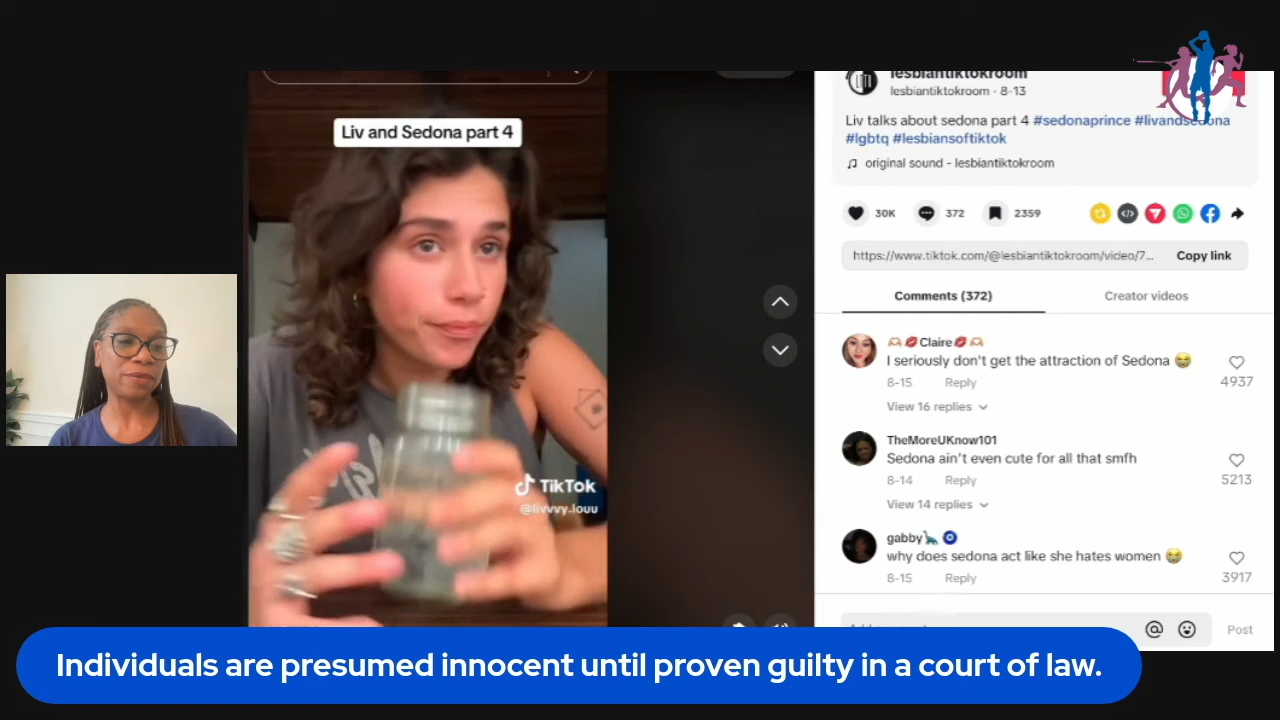 Liv and Sedona part 4
TikTok
@livvvy.louu
lesbiantiktokroom
lesbiantiktokroom · 8-13
Liv talks about sedona part 4 #sedonaprince #livandsedona
#lgbtq #lesbiansoftiktok
original sound - lesbiantiktokroom
30K 372 2359
https://www.tiktok.com/@lesbiantiktokroom/video/7... Copy link
Comments (372) Creator videos
Claire
I seriously don't get the attraction of Sedona 😂
4937
8-15 Reply
View 16 replies
TheMoreUKnow101
Sedona ain't even cute for all that smfh
5213
8-14 Reply
View 14 replies
gabby
why does sedona act like she hates women 😂
3917
8-15 Reply
@ Post
Individuals are presumed innocent until proven guilty in a court of law.